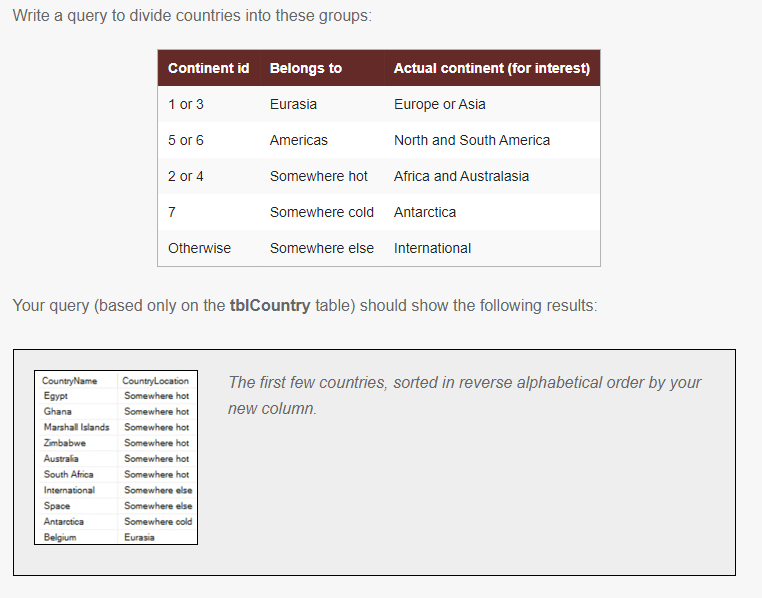 Write a query to divide countries into these groups:
Continent id Belongs to Actual continent (for interest)
1 or 3 Eurasia Europe or Asia
5 or 6 Americas North and South America
2 or 4 Somewhere hot Africa and Australasia
7 Somewhere cold Antarctica
Otherwise Somewhere else International
Your query (based only on the tblCountry table) should show the following results:
CountryName CountryLocation
Egypt Somewhere hot
Ghana Somewhere hot
Marshall Islands Somewhere hot
Zimbabwe Somewhere hot
Australia Somewhere hot
South Africa Somewhere hot
International Somewhere else
Space Somewhere else
Antarctica Somewhere cold
Belgium Eurasia
The first few countries, sorted in reverse alphabetical order by your
new column.